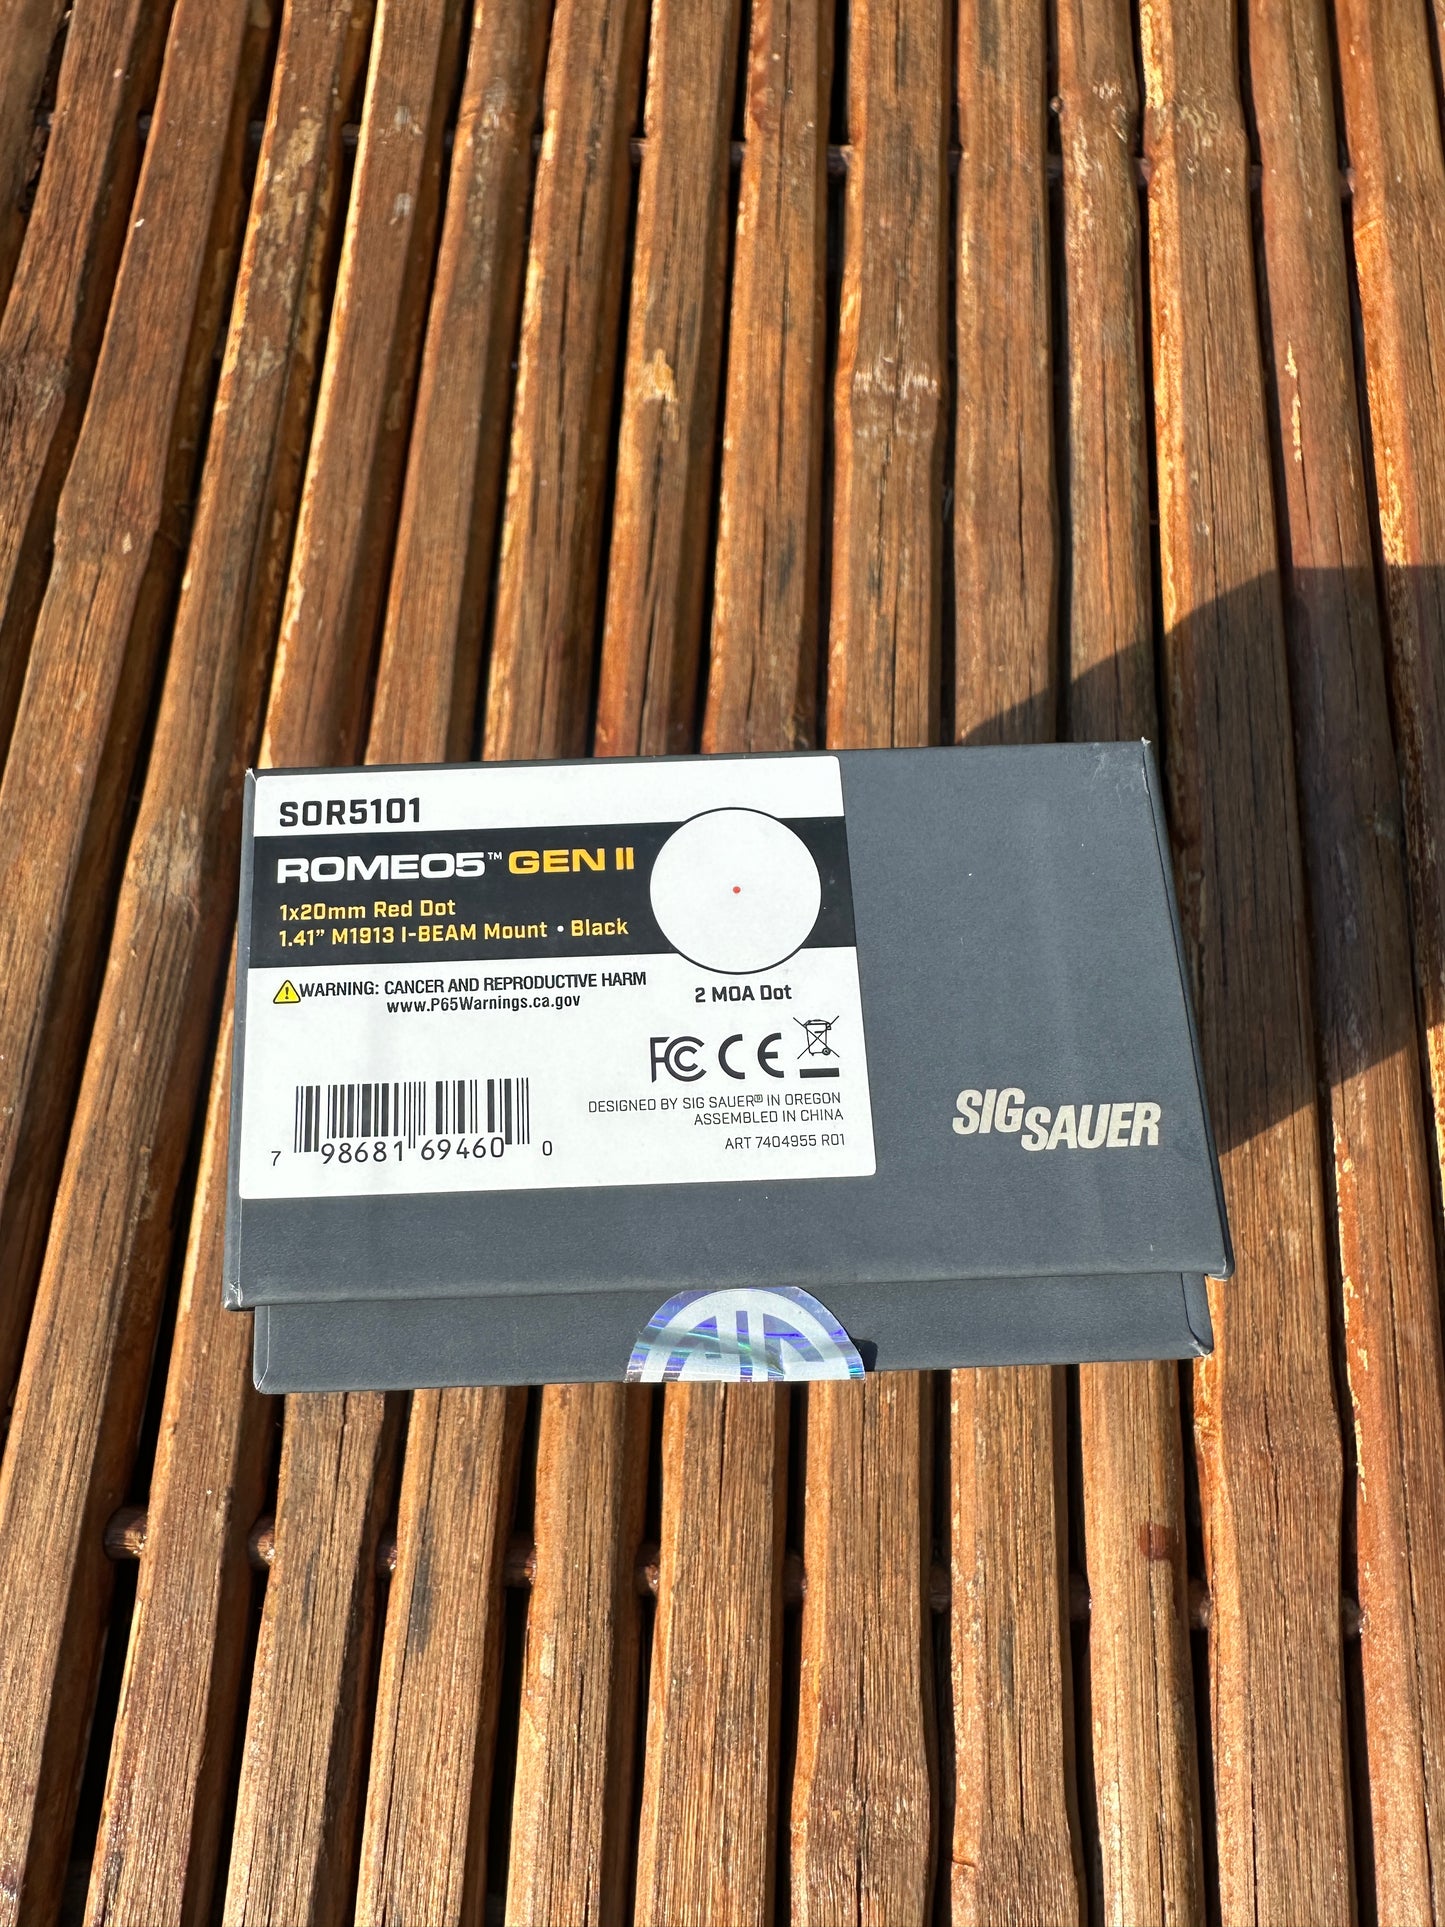 SOR5101
ROMEO5™ GEN II
1x20mm Red Dot
1.41" M1913 I-BEAM Mount • Black
WARNING: CANCER AND REPRODUCTIVE HARM
www.P65Warnings.ca.gov
2 MOA Dot
FC CE
DESIGNED BY SIG SAUER® IN OREGON
ASSEMBLED IN CHINA
ART 7404955 R01
7 98681 69460 0
SIG SAUER